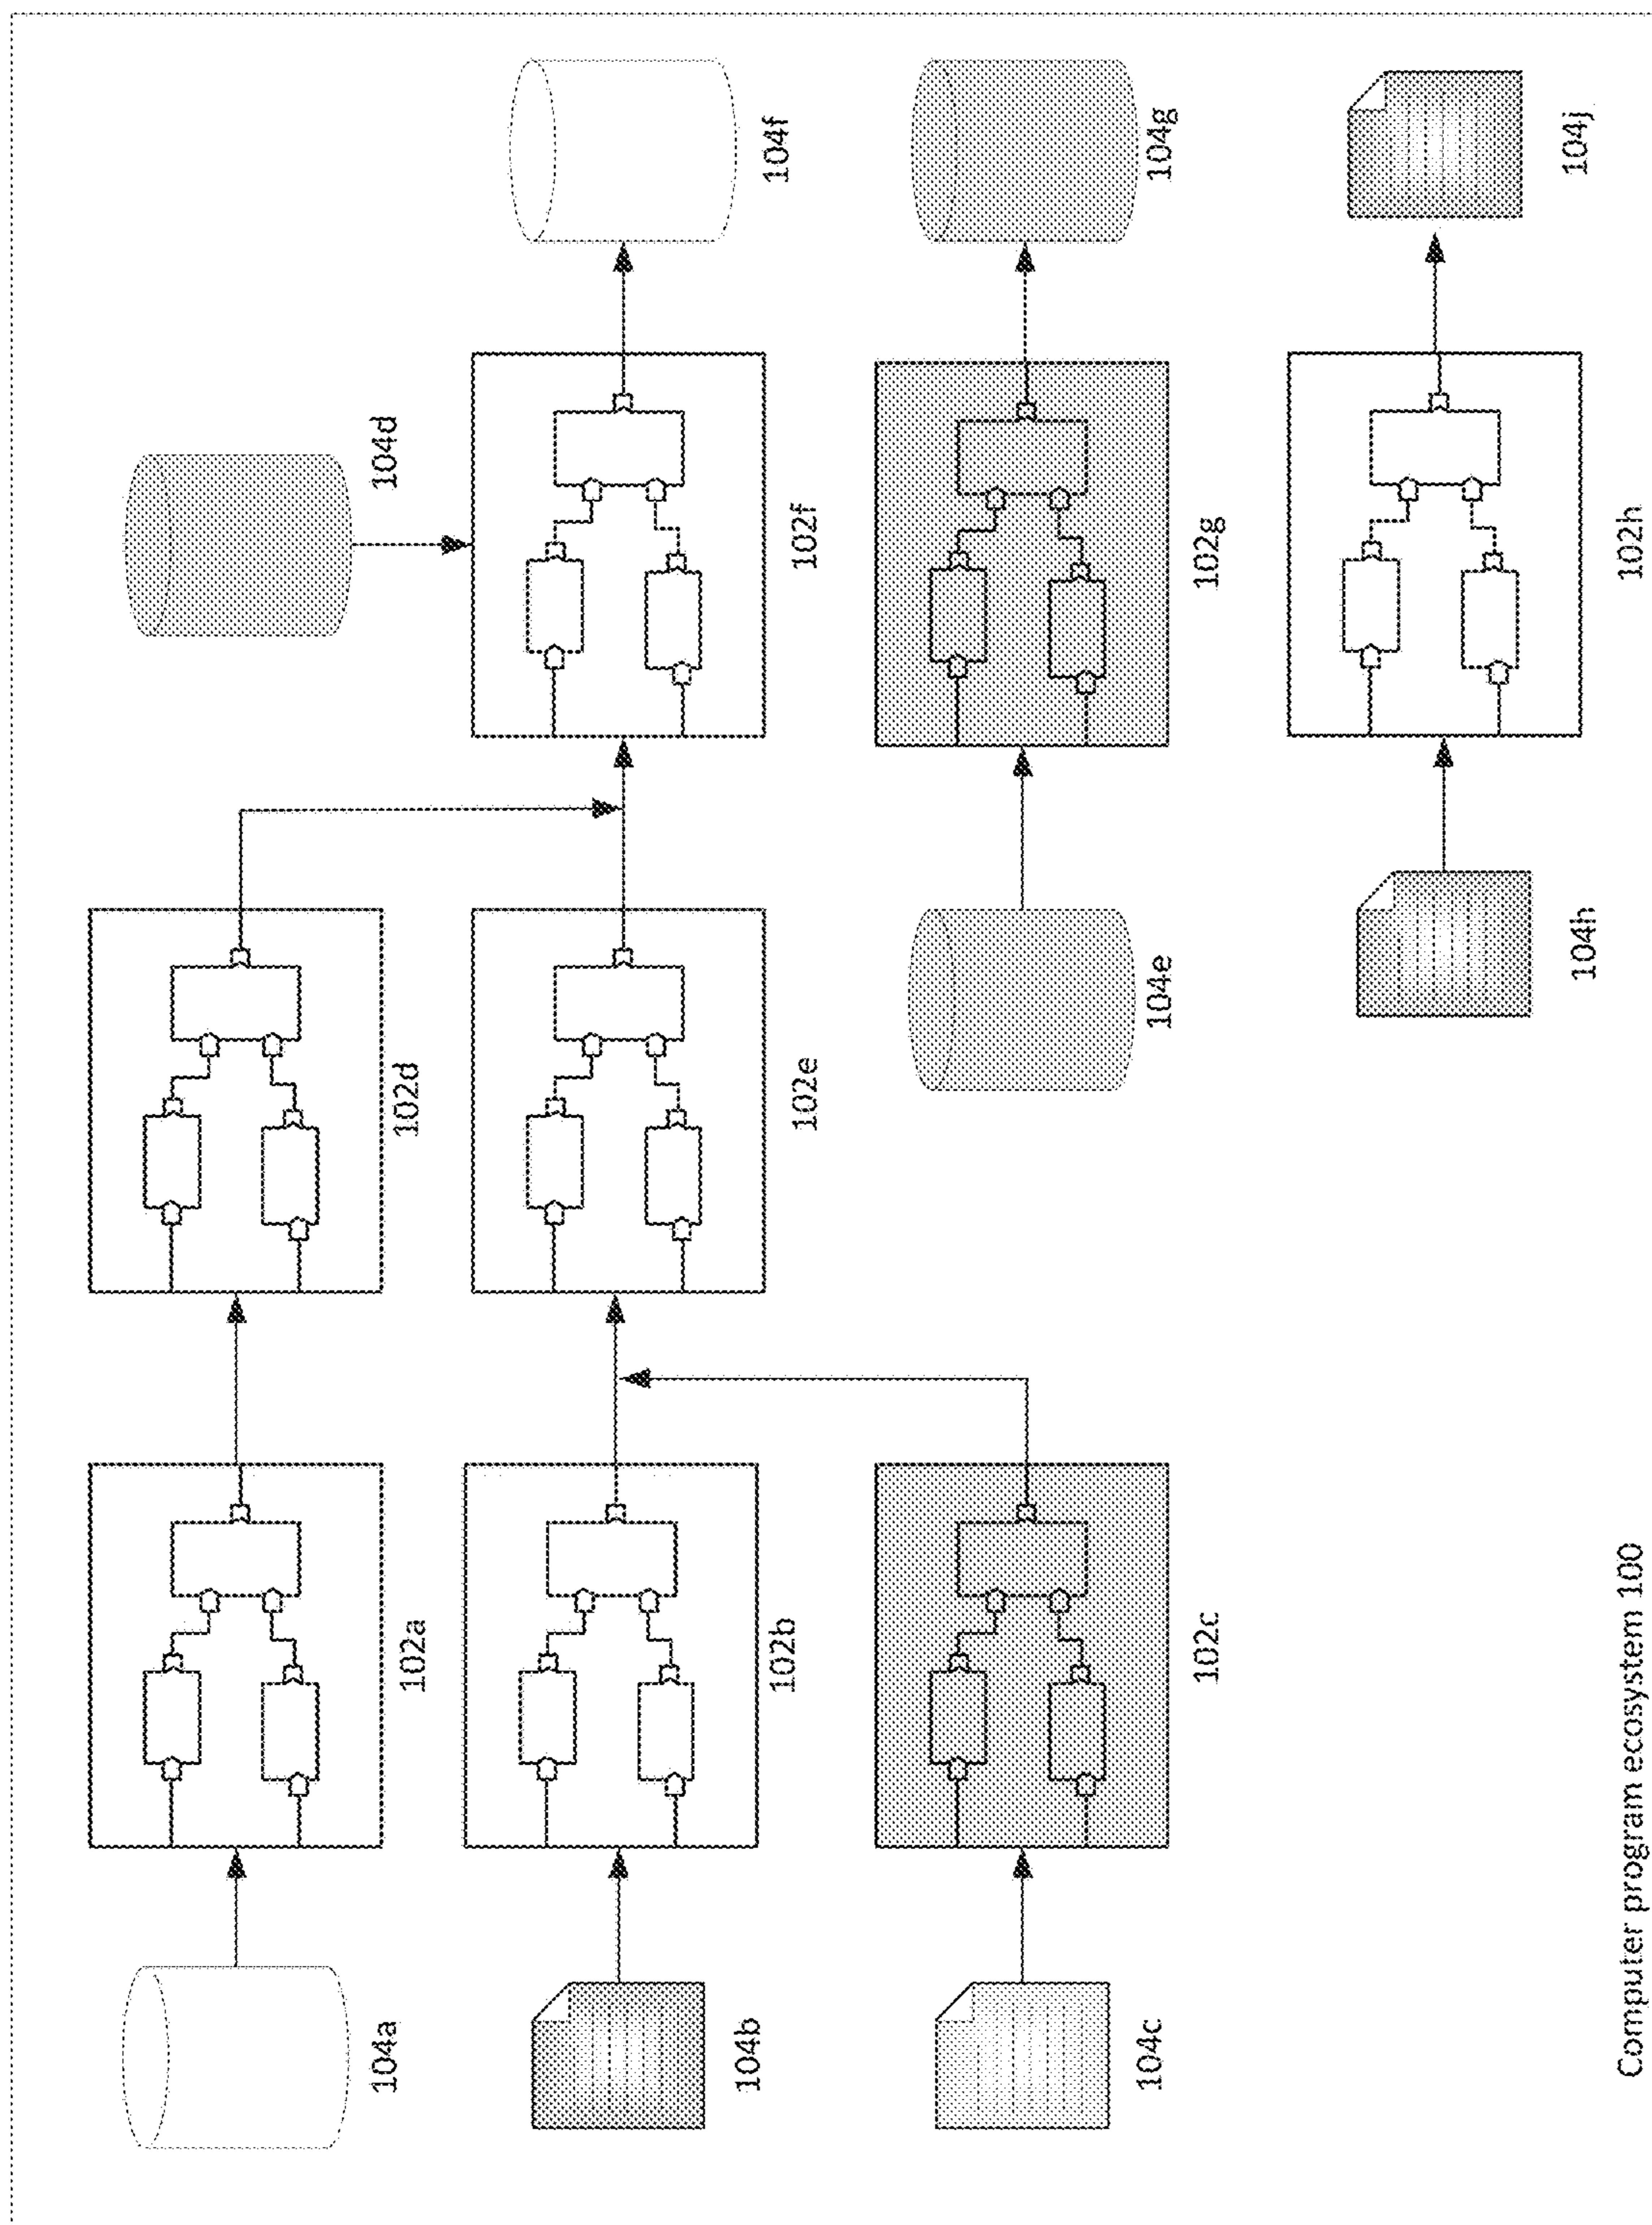 104a
102a
102d
104d
104b
102b
102e
102f
104f
104c
102c
104e
102g
104g
104h
102h
104j
Computer program ecosystem 100